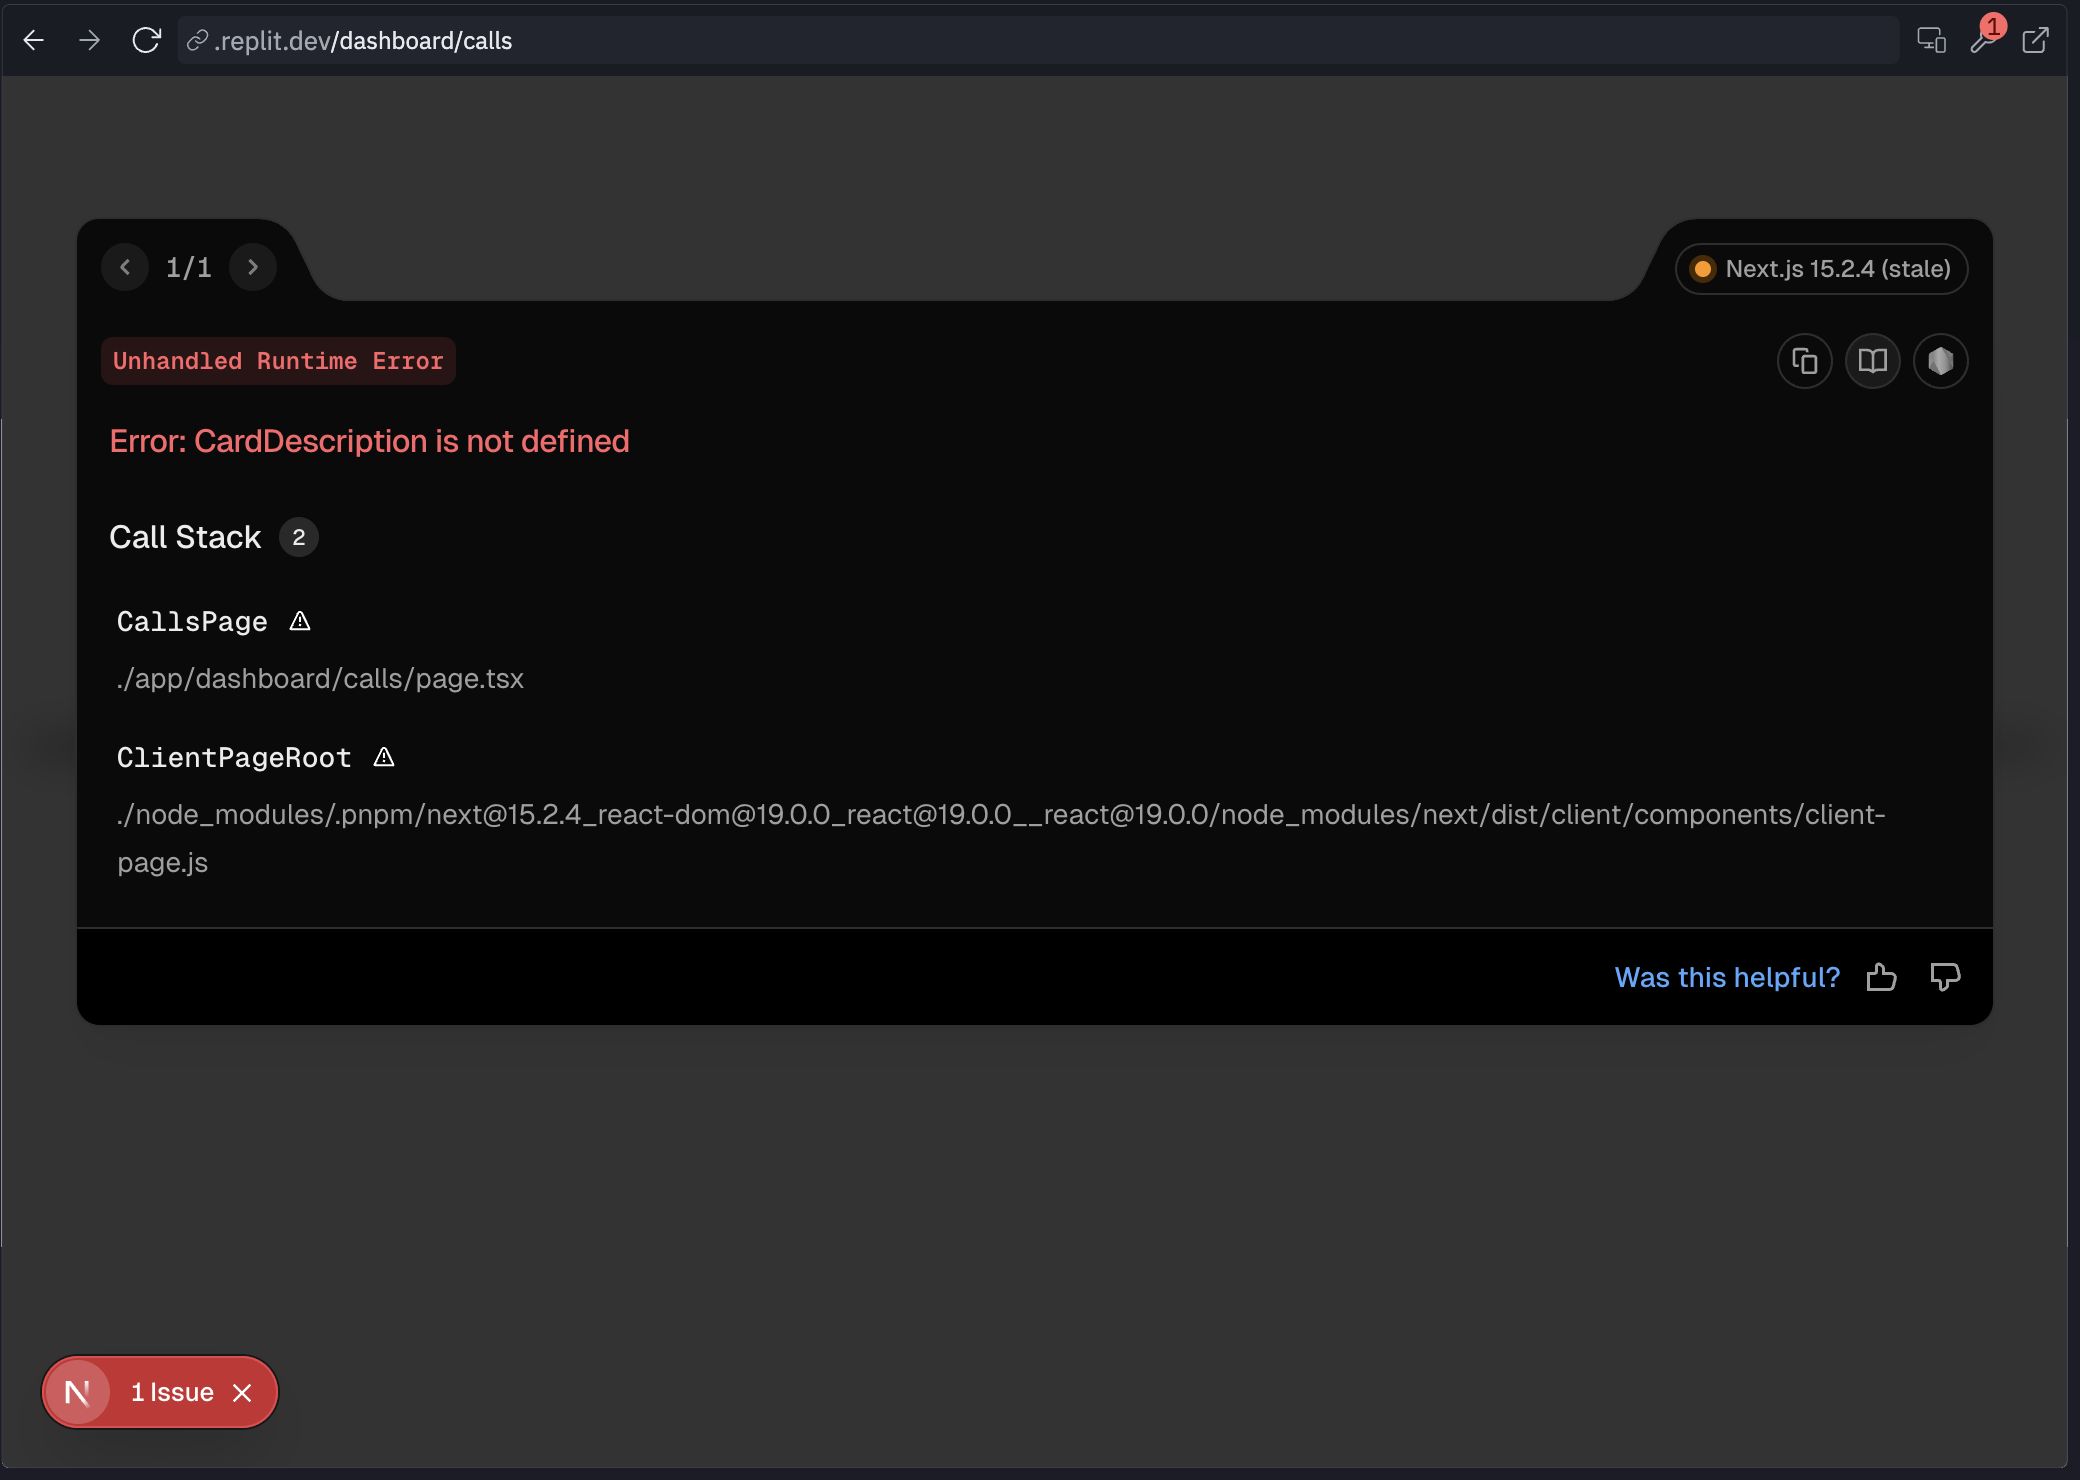 .replit.dev/dashboard/calls
1
1/1
Next.js 15.2.4 (stale)
Unhandled Runtime Error
Error: CardDescription is not defined
Call Stack 2
CallsPage
./app/dashboard/calls/page.tsx
ClientPageRoot
./node_modules/.pnpm/next@15.2.4_react-dom@19.0.0_react@19.0.0__react@19.0.0/node_modules/next/dist/client/components/client-
page.js
Was this helpful?
N 1 Issue